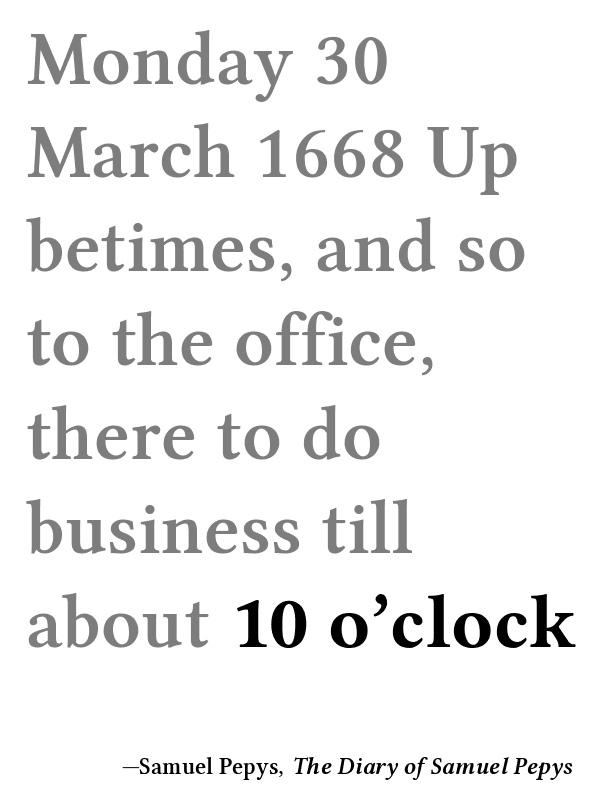 Monday 30
March 1668 Up
betimes, and so
to the office,
there to do
business till
about 10 o’clock
—Samuel Pepys, The Diary of Samuel Pepys